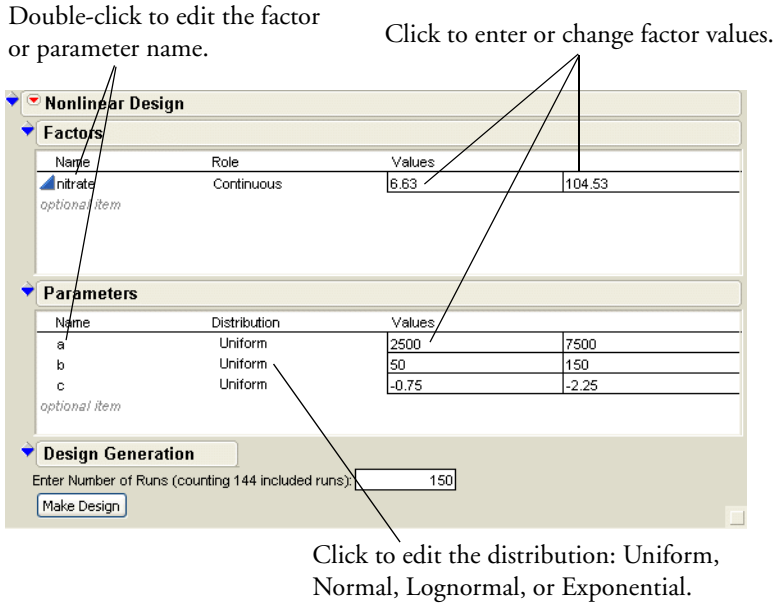 Double-click to edit the factor
or parameter name.
Click to enter or change factor values.
Nonlinear Design
Factors
Name Role Values
nitrate Continuous 6.63 104.53
optional item
Parameters
Name Distribution Values
a Uniform 2500 7500
b Uniform 50 150
c Uniform -0.75 -2.25
optional item
Design Generation
Enter Number of Runs (counting 144 included runs): 150
Make Design
Click to edit the distribution: Uniform,
Normal, Lognormal, or Exponential.